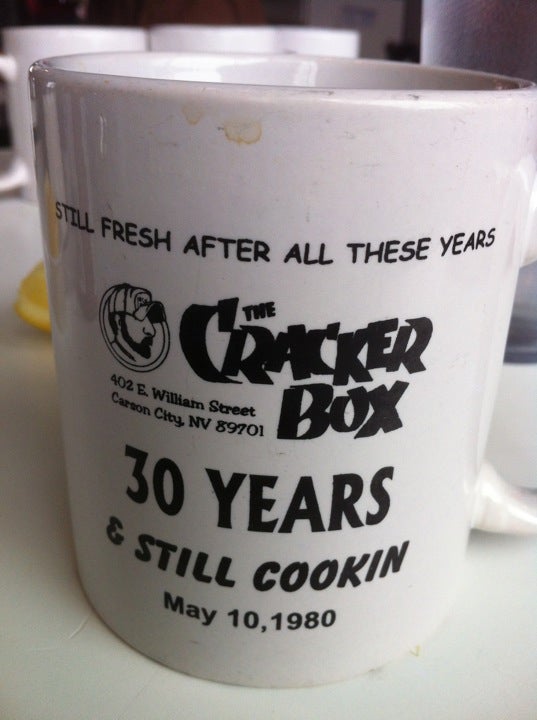 STILL FRESH AFTER ALL THESE YEARS
THE
CRACKER
BOX
402 E. William Street
Carson City, NV 89701
30 YEARS
& STILL COOKIN
May 10,1980